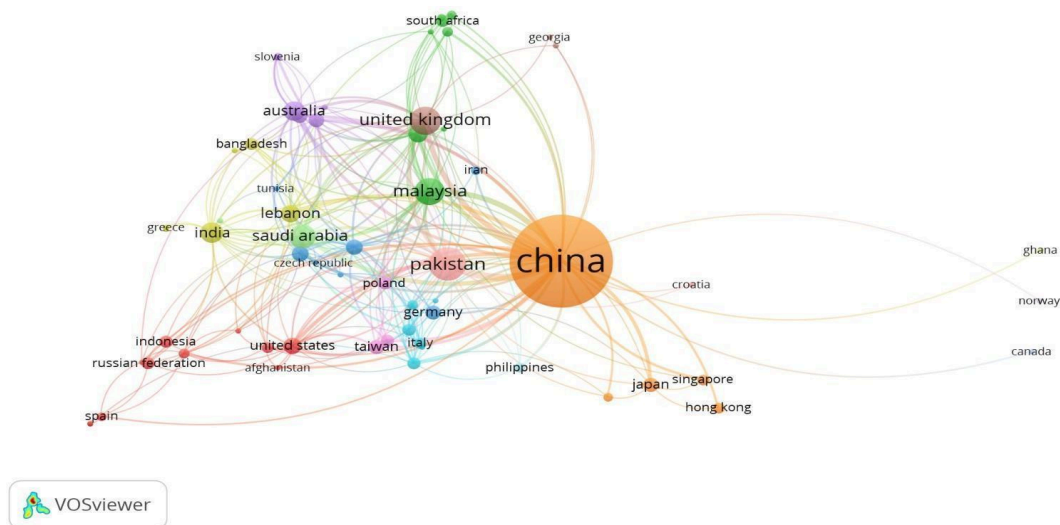 south africa
georgia
slovenia
australia
united kingdom
bangladesh
iran
tunisia
malaysia
lebanon
greece
india
saudi arabia
ghana
china
czech republic
pakistan
poland
croatia
norway
germany
indonesia
united states
taiwan
italy
canada
russian federation
afghanistan
philippines
japan
singapore
hong kong
spain
VOSviewer